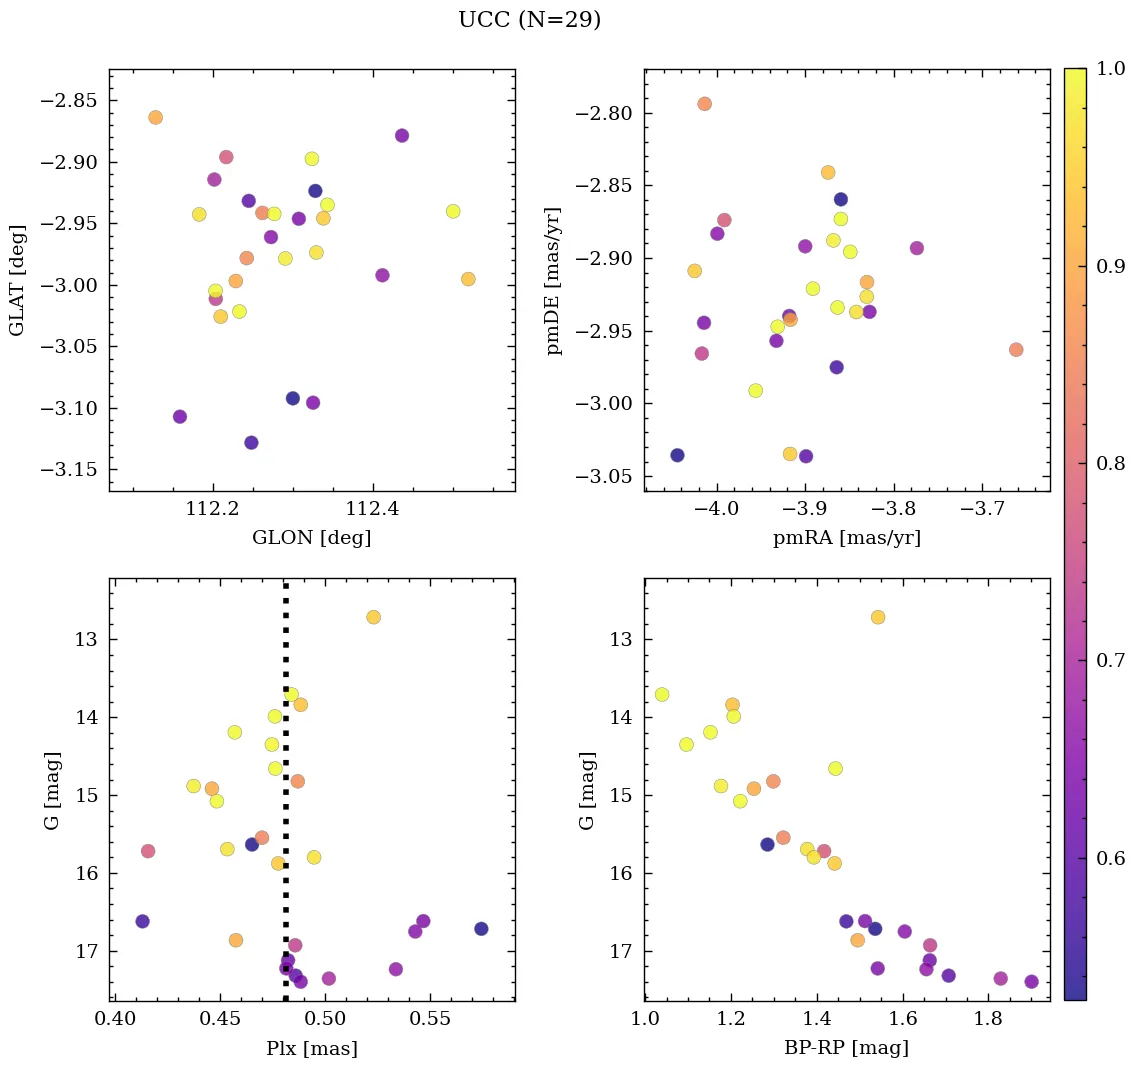 UCC (N=29)
−2.85
−2.90
−2.95
−3.00
−3.05
−3.10
−3.15
GLAT [deg]
112.2 112.4
GLON [deg]
−2.80
−2.85
−2.90
−2.95
−3.00
−3.05
pmDE [mas/yr]
−4.0 −3.9 −3.8 −3.7
pmRA [mas/yr]
1.0
0.9
0.8
0.7
0.6
13
14
15
16
17
G [mag]
0.40 0.45 0.50 0.55
Plx [mas]
13
14
15
16
17
G [mag]
1.0 1.2 1.4 1.6 1.8
BP-RP [mag]